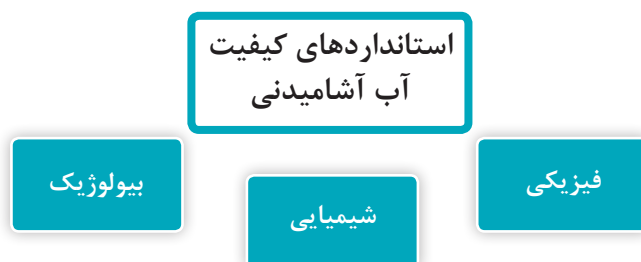 استانداردهای کیفیت
آب آشامیدنی
فیزیکی
شیمیایی
بیولوژیک